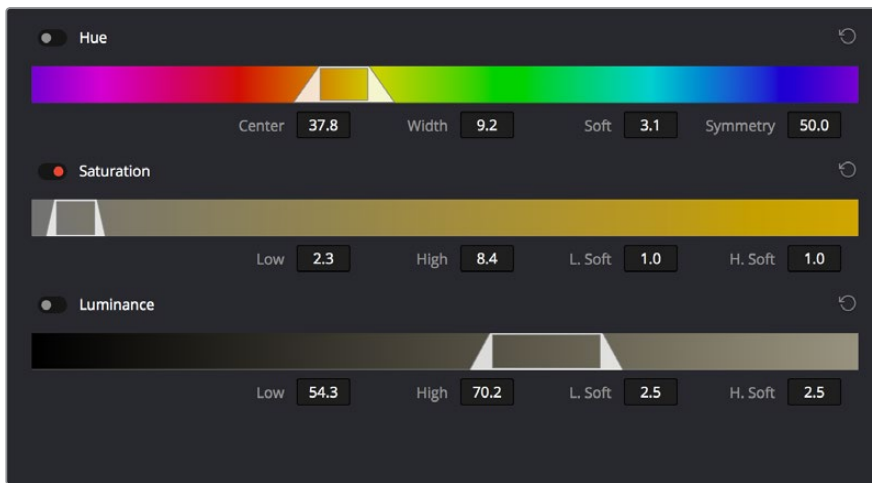 Hue
Center 37.8 Width 9.2 Soft 3.1 Symmetry 50.0
Saturation
Low 2.3 High 8.4 L. Soft 1.0 H. Soft 1.0
Luminance
Low 54.3 High 70.2 L. Soft 2.5 H. Soft 2.5